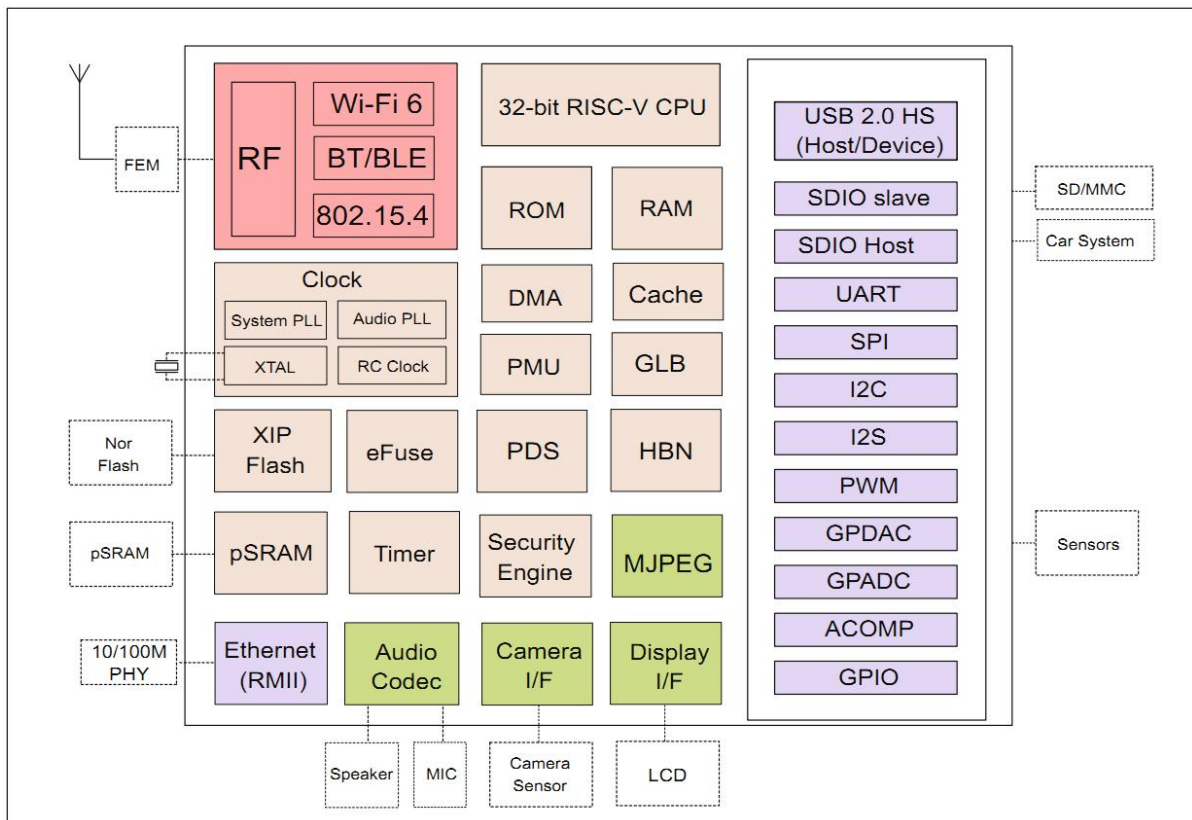 FEM
RF
Wi-Fi 6
BT/BLE
802.15.4
32-bit RISC-V CPU
ROM
RAM
Clock
System PLL
Audio PLL
XTAL
RC Clock
DMA
Cache
PMU
GLB
Nor
Flash
XIP
Flash
eFuse
PDS
HBN
pSRAM
pSRAM
Timer
Security
Engine
MJPEG
10/100M
PHY
Ethernet
(RMII)
Audio
Codec
Camera
I/F
Display
I/F
Speaker
MIC
Camera
Sensor
LCD
USB 2.0 HS
(Host/Device)
SDIO slave
SDIO Host
UART
SPI
I2C
I2S
PWM
GPDAC
GPADC
ACOMP
GPIO
SD/MMC
Car System
Sensors